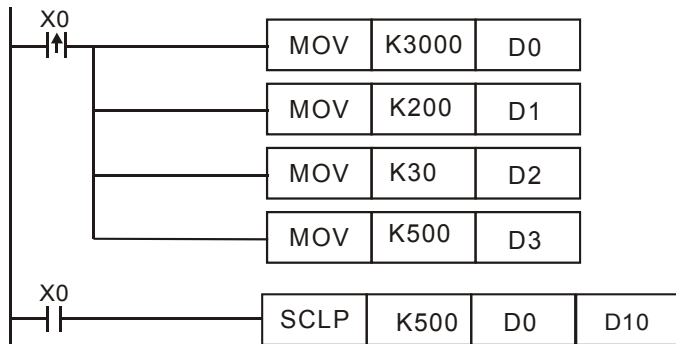 X0
MOV K3000 D0
MOV K200 D1
MOV K30 D2
MOV K500 D3
X0
SCLP K500 D0 D10